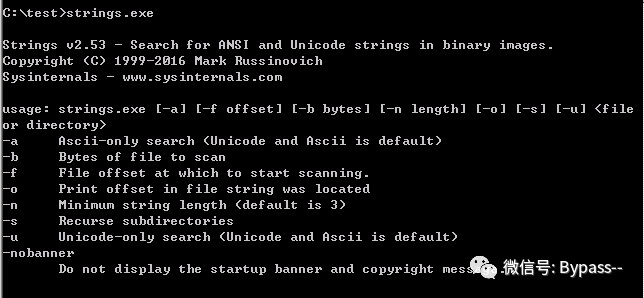 C:\test>strings.exe
Strings v2.53 - Search for ANSI and Unicode strings in binary images.
Copyright (C) 1999-2016 Mark Russinovich
Sysinternals - www.sysinternals.com
usage: strings.exe [-a] [-f offset] [-b bytes] [-n length] [-o] [-s] [-u] <file
or directory>
-a     Ascii-only search (Unicode and Ascii is default)
-b     Bytes of file to scan
-f     File offset at which to start scanning.
-o     Print offset in file string was located
-n     Minimum string length (default is 3)
-s     Recurse subdirectories
-u     Unicode-only search (Unicode and Ascii is default)
-nobanner
       Do not display the startup banner and copyright
微信号: Bypass--